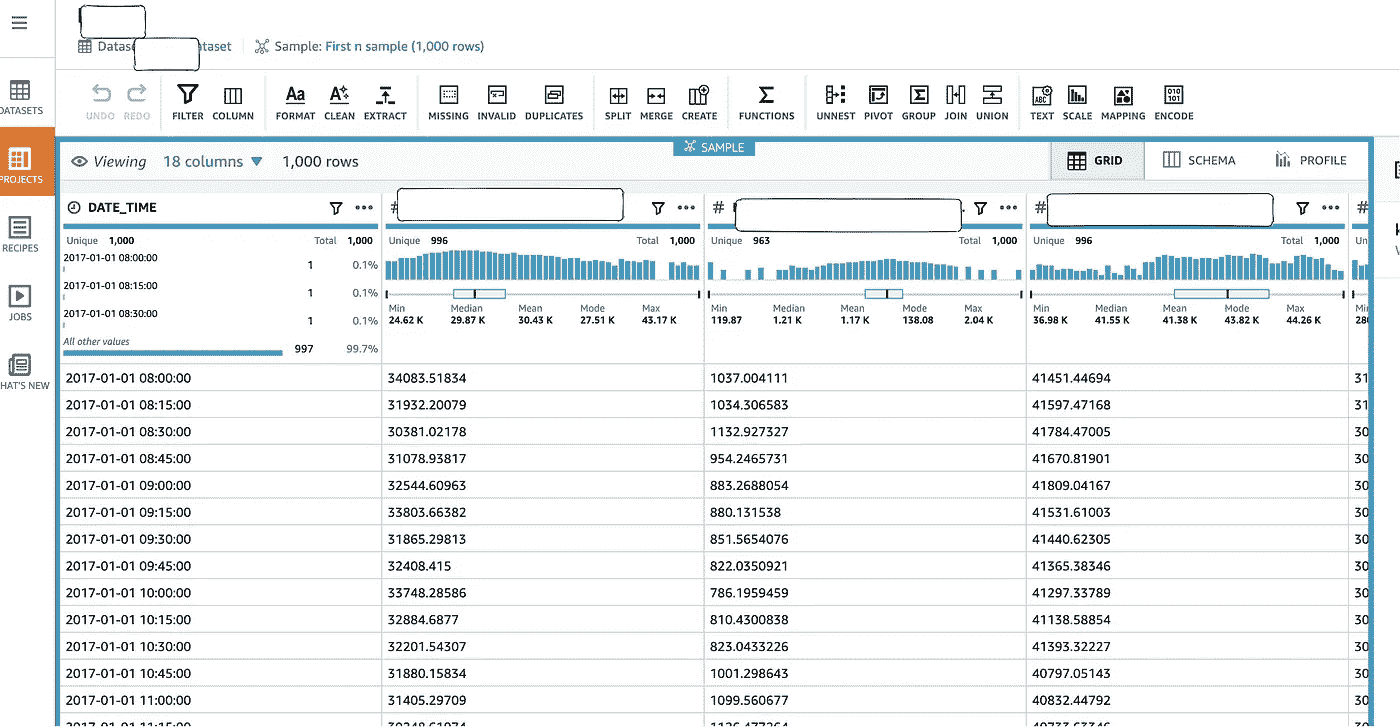 Datase ataset Sample: First n sample (1,000 rows)
UNDO REDO FILTER COLUMN FORMAT CLEAN EXTRACT MISSING INVALID DUPLICATES SPLIT MERGE CREATE FUNCTIONS UNNEST PIVOT GROUP JOIN UNION TEXT SCALE MAPPING ENCODE
DATASETS
PROJECTS
RECIPES
JOBS
HAT'S NEW
SAMPLE
Viewing 18 columns 1,000 rows GRID SCHEMA PROFILE
DATE_TIME # # #
Unique 1,000 Total 1,000 Unique 996 Total 1,000 Unique 963 Total 1,000 Unique 996 Total 1,000
2017-01-01 08:00:00 1 0.1%
2017-01-01 08:15:00 1 0.1%
2017-01-01 08:30:00 1 0.1%
All other values 997 99.7%
Min Median Mean Mode Max Min Median Mean Mode Max Min Median Mean Mode Max Min
24.62 K 29.87 K 30.43 K 27.51 K 43.17 K 119.87 1.21 K 1.17 K 138.08 2.04 K 36.98 K 41.55 K 41.38 K 43.82 K 44.26 K
2017-01-01 08:00:00 34083.51834 1037.004111 41451.44694 31
2017-01-01 08:15:00 31932.20079 1034.306583 41597.47168 31
2017-01-01 08:30:00 30381.02178 1132.927327 41784.47005 30
2017-01-01 08:45:00 31078.93817 954.2465731 41670.81901 30
2017-01-01 09:00:00 32544.60963 883.2688054 41809.04167 30
2017-01-01 09:15:00 33803.66382 880.131538 41531.61003 30
2017-01-01 09:30:00 31865.29813 851.5654076 41440.62305 30
2017-01-01 09:45:00 32408.415 822.0350921 41365.38346 30
2017-01-01 10:00:00 33748.28586 786.1959459 41297.33789 30
2017-01-01 10:15:00 32884.6877 810.4300838 41138.58854 30
2017-01-01 10:30:00 32201.54307 823.0433226 41393.32227 30
2017-01-01 10:45:00 31880.15834 1001.298643 40797.05143 30
2017-01-01 11:00:00 31405.29709 1099.560677 40832.44792 30